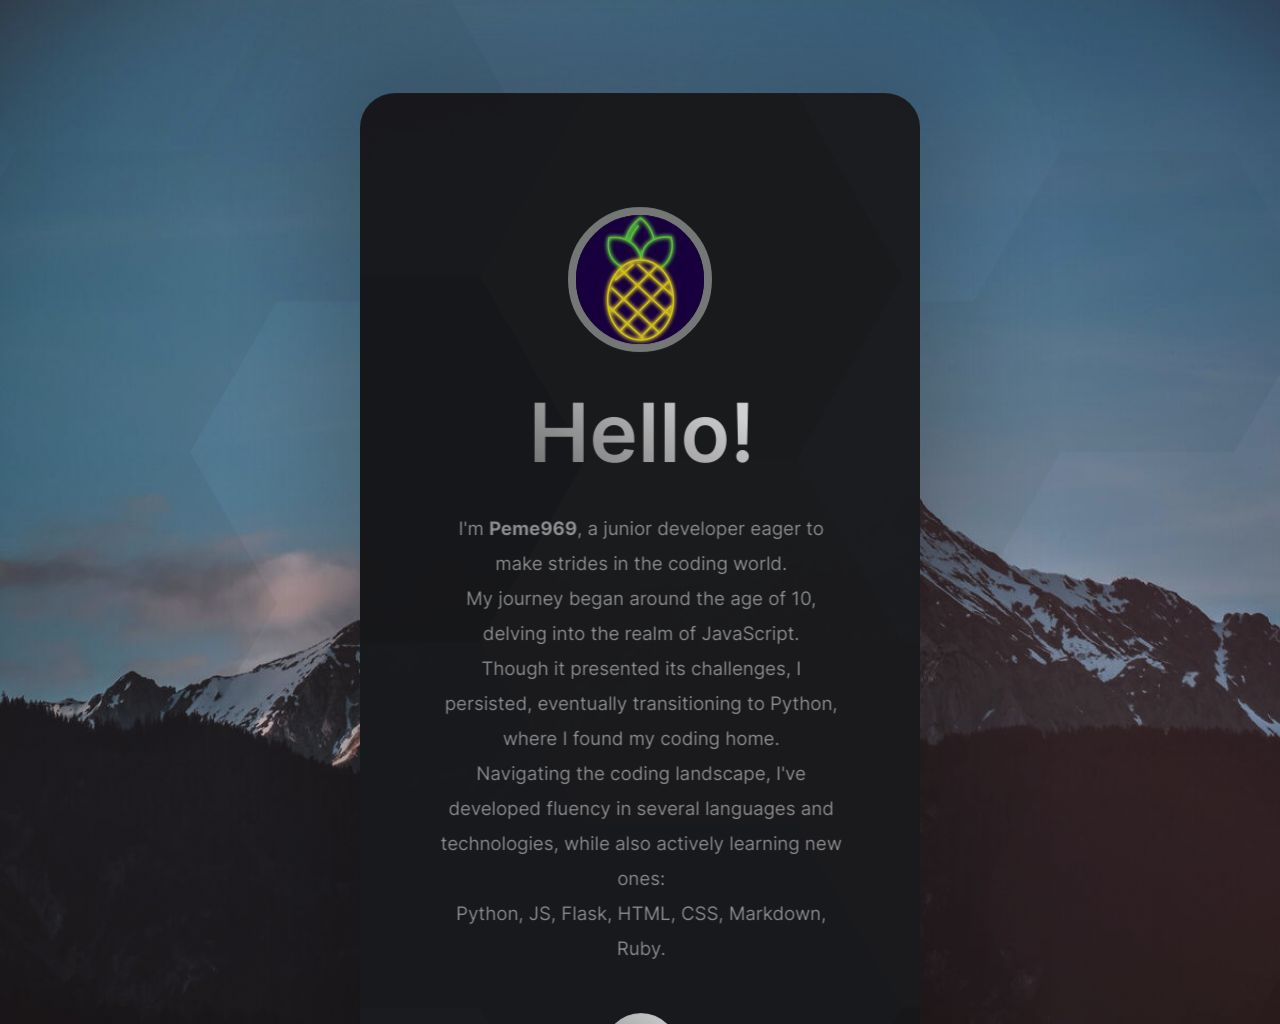 Hello!
I'm Peme969, a junior developer eager to
make strides in the coding world.
My journey began around the age of 10,
delving into the realm of JavaScript.
Though it presented its challenges, I
persisted, eventually transitioning to Python,
where I found my coding home.
Navigating the coding landscape, I've
developed fluency in several languages and
technologies, while also actively learning new
ones:
Python, JS, Flask, HTML, CSS, Markdown,
Ruby.